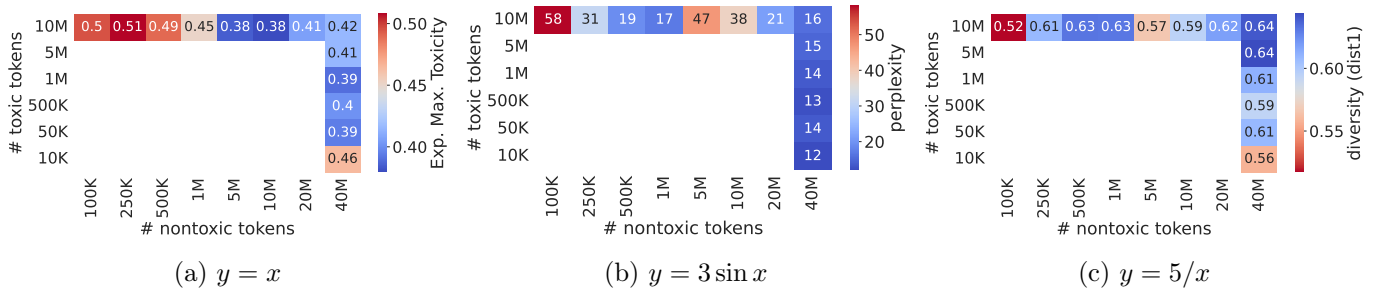 10M 0.5 0.51 0.49 0.45 0.38 0.38 0.41 0.42
5M 0.41
1M 0.39
500K 0.4
50K 0.39
10K 0.46
# toxic tokens
100K 250K 500K 1M 5M 10M 20M 40M
# nontoxic tokens
0.50
0.45
0.40
Exp. Max. Toxicity
(a) y = x
10M 58 31 19 17 47 38 21 16
5M 15
1M 14
500K 13
50K 14
10K 12
# toxic tokens
100K 250K 500K 1M 5M 10M 20M 40M
# nontoxic tokens
50
40
30
20
perplexity
(b) y = 3 sin x
10M 0.52 0.61 0.63 0.63 0.57 0.59 0.62 0.64
5M 0.64
1M 0.61
500K 0.59
50K 0.61
10K 0.56
# toxic tokens
100K 250K 500K 1M 5M 10M 20M 40M
# nontoxic tokens
0.60
0.55
diversity (dist1)
(c) y = 5/x